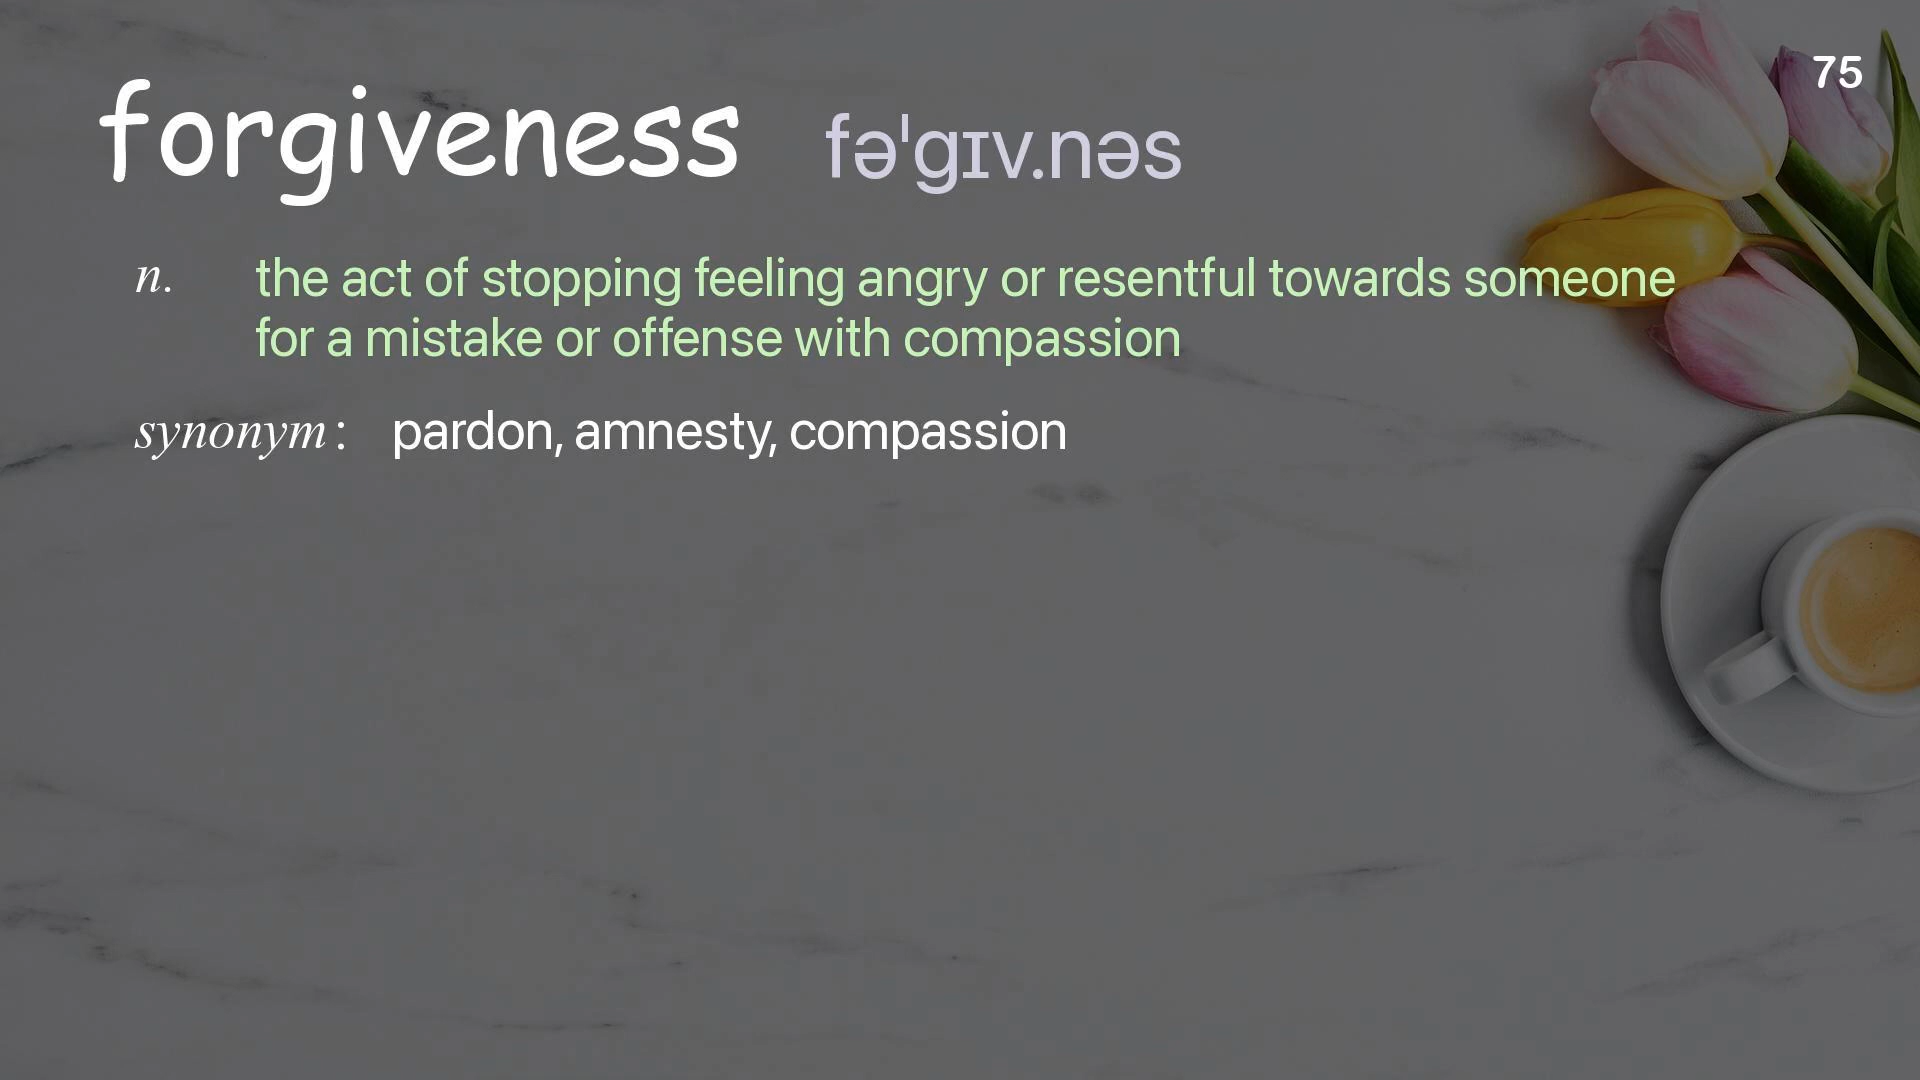 75
forgiveness fəˈɡɪv.nəs
n. the act of stopping feeling angry or resentful towards someone
for a mistake or offense with compassion
synonym: pardon, amnesty, compassion